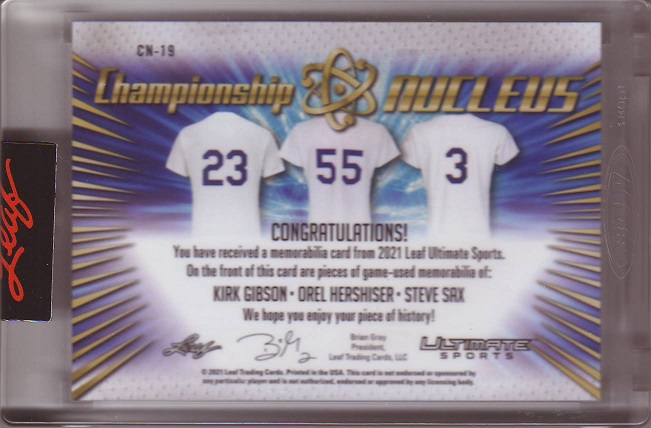 CN-19
Championship NUCLEUS
23 55 3
CONGRATULATIONS!
You have received a memorabilia card from 2021 Leaf Ultimate Sports.
On the front of this card are pieces of game-used memorabilia of:
KIRK GIBSON • OREL HERSHISER • STEVE SAX
We hope you enjoy your piece of history!
Leaf
Brian Gray
President,
Leaf Trading Cards, LLC
ULTIMATE
SPORTS
© 2021 Leaf Trading Cards. Printed in the USA. This card is not endorsed or sponsored by
any particular player and is not authorized, endorsed or approved by any licensing body.
Leaf